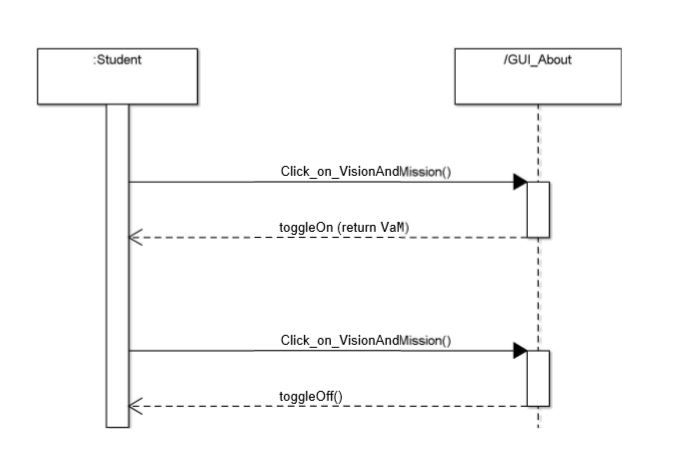 :Student
/GUI_About
Click_on_VisionAndMission()
toggleOn (return VaM)
Click_on_VisionAndMission()
toggleOff()